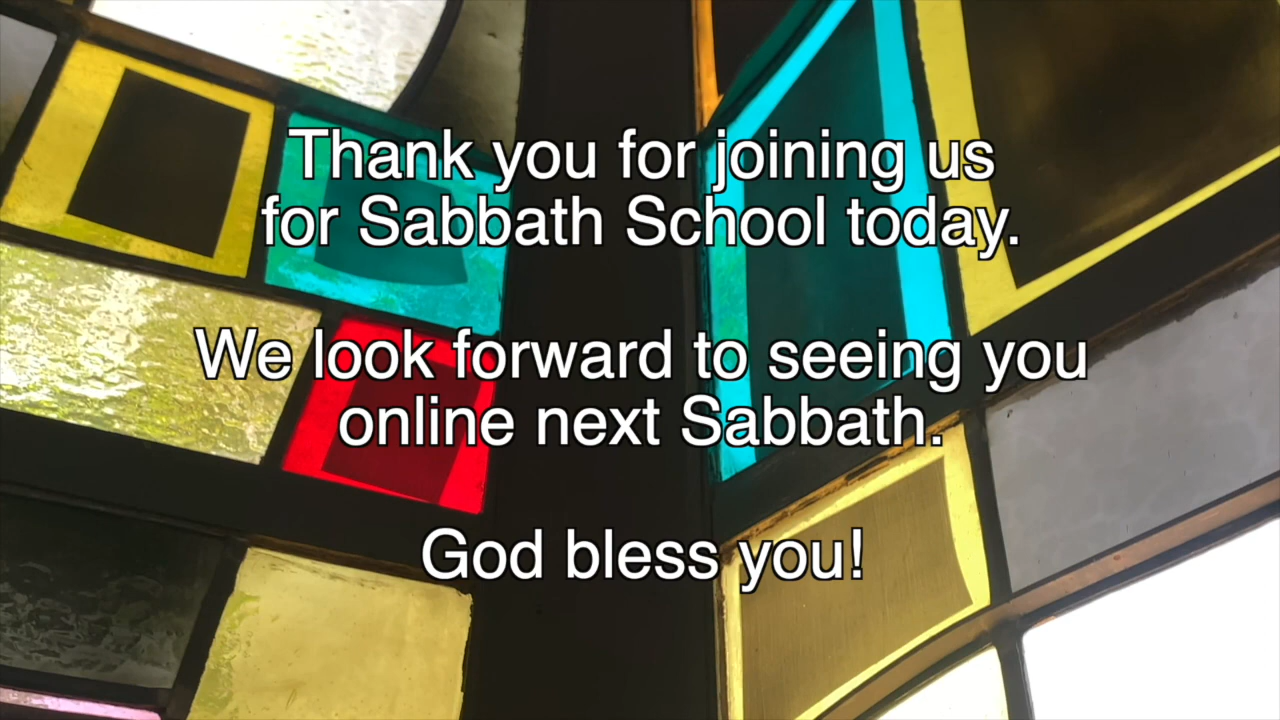 Thank you for joining us
for Sabbath School today.
We look forward to seeing you
online next Sabbath.
God bless you!